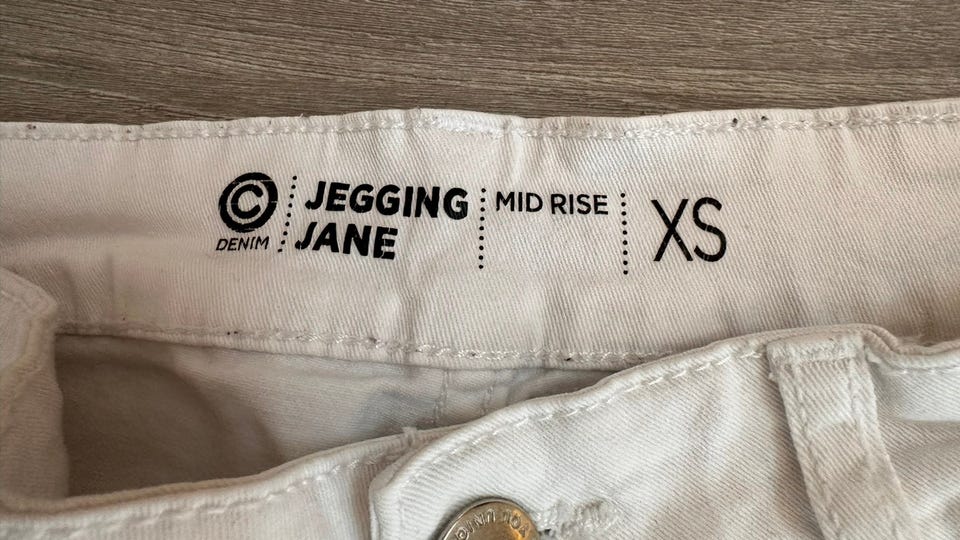 ©
DENIM
JEGGING
JANE
MID RISE
XS